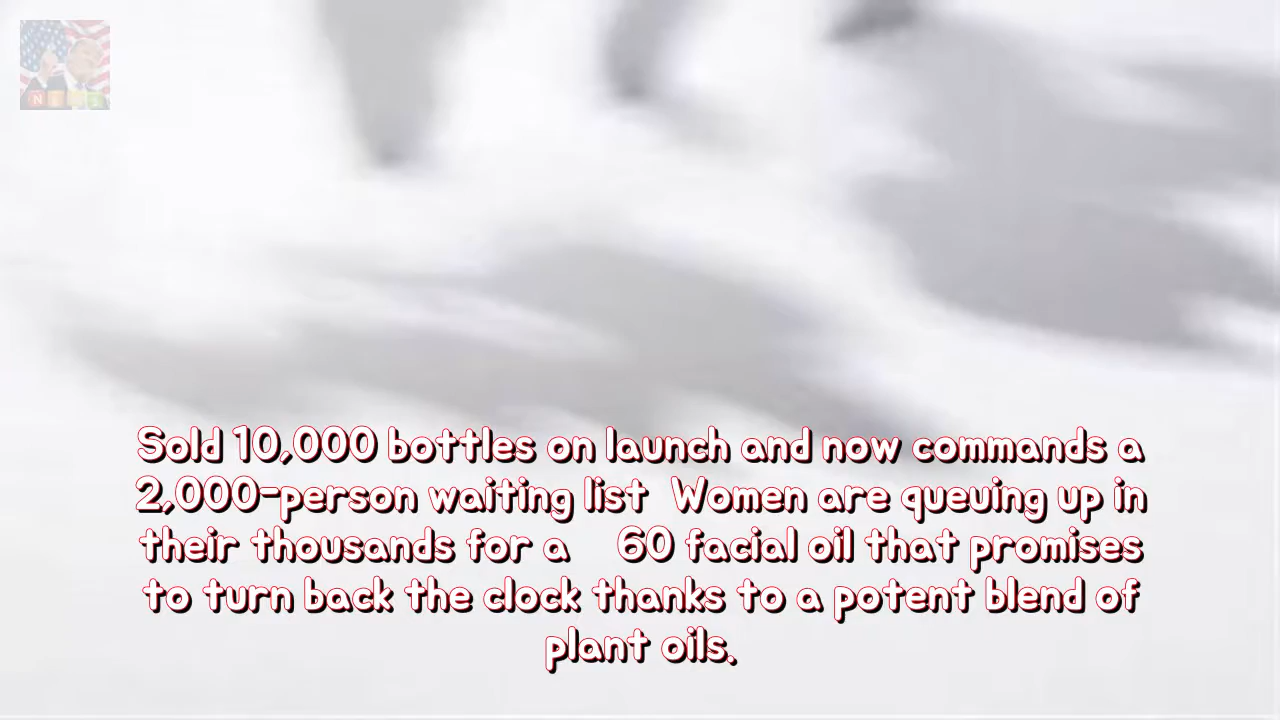 Sold 10,000 bottles on launch and now commands a
2,000-person waiting list  Women are queuing up in
their thousands for a    60 facial oil that promises
to turn back the clock thanks to a potent blend of
plant oils.